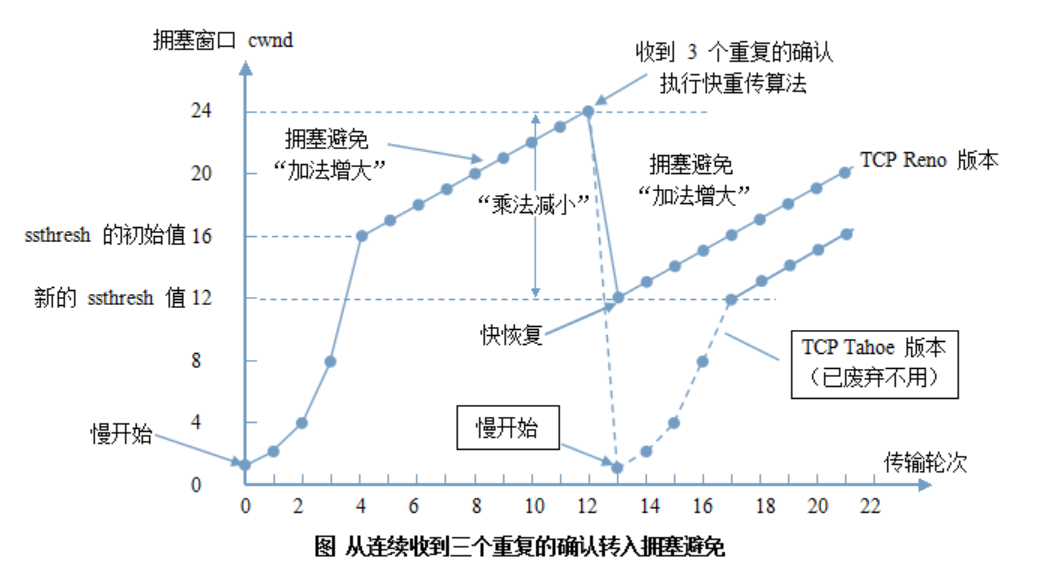 拥塞窗口 cwnd
收到 3 个重复的确认
执行快重传算法
24
拥塞避免
“加法增大”
拥塞避免
“加法增大”
TCP Reno 版本
20
“乘法减小”
ssthresh 的初始值 16
新的 ssthresh 值 12
快恢复
TCP Tahoe 版本
（已废弃不用）
8
4
慢开始
慢开始
传输轮次
0
0 2 4 6 8 10 12 14 16 18 20 22
图 从连续收到三个重复的确认转入拥塞避免